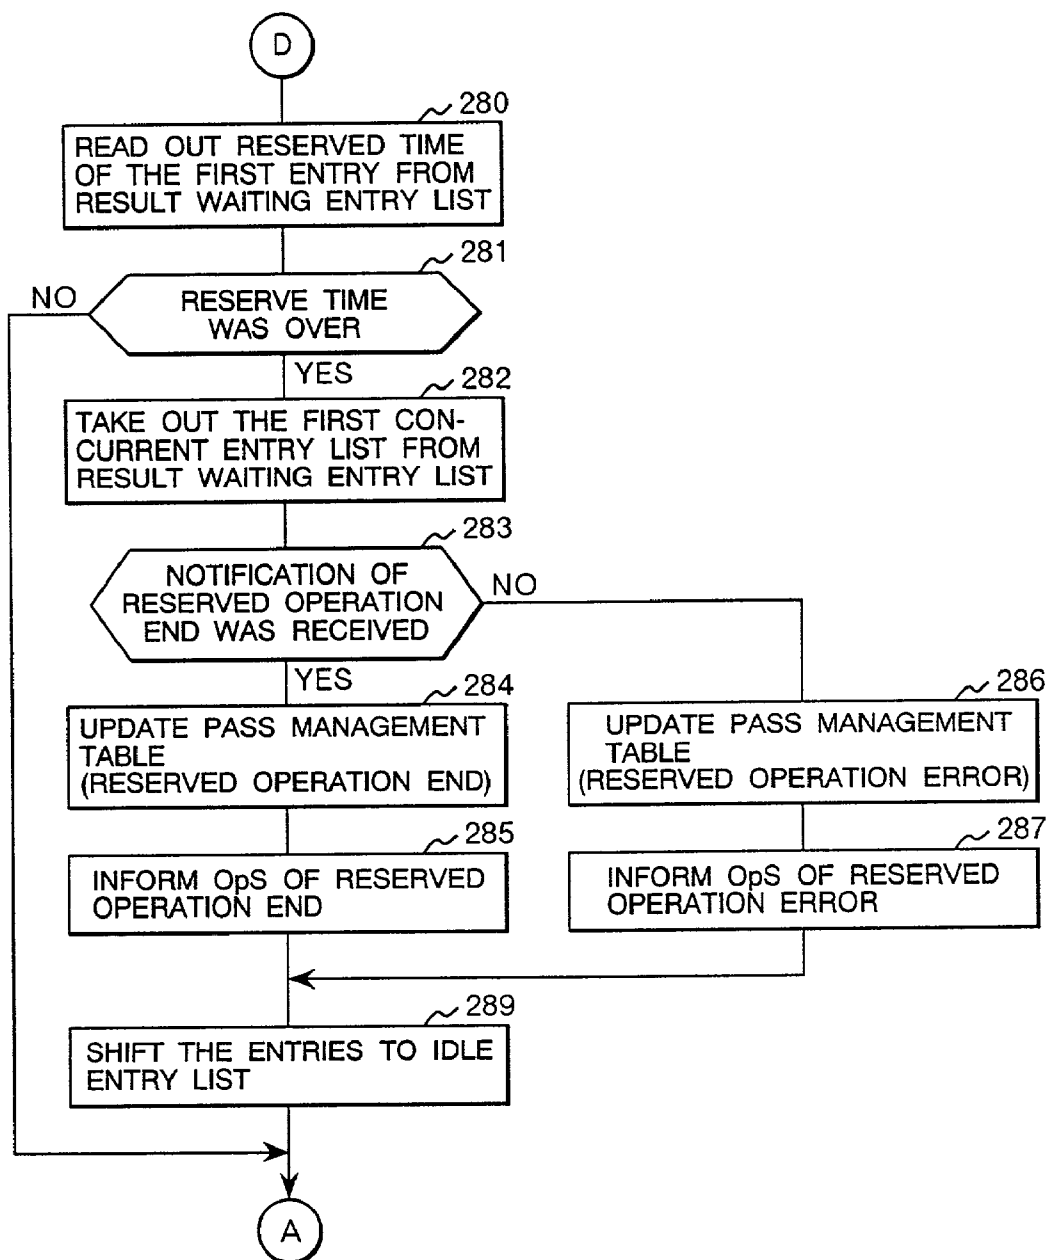 D
280
READ OUT RESERVED TIME
OF THE FIRST ENTRY FROM
RESULT WAITING ENTRY LIST
281
NO
RESERVE TIME
WAS OVER
YES
282
TAKE OUT THE FIRST CON-
CURRENT ENTRY LIST FROM
RESULT WAITING ENTRY LIST
283
NOTIFICATION OF
RESERVED OPERATION
END WAS RECEIVED
NO
YES
284
UPDATE PASS MANAGEMENT
TABLE
(RESERVED OPERATION END)
286
UPDATE PASS MANAGEMENT
TABLE
(RESERVED OPERATION ERROR)
285
INFORM OpS OF RESERVED
OPERATION END
287
INFORM OpS OF RESERVED
OPERATION ERROR
289
SHIFT THE ENTRIES TO IDLE
ENTRY LIST
A